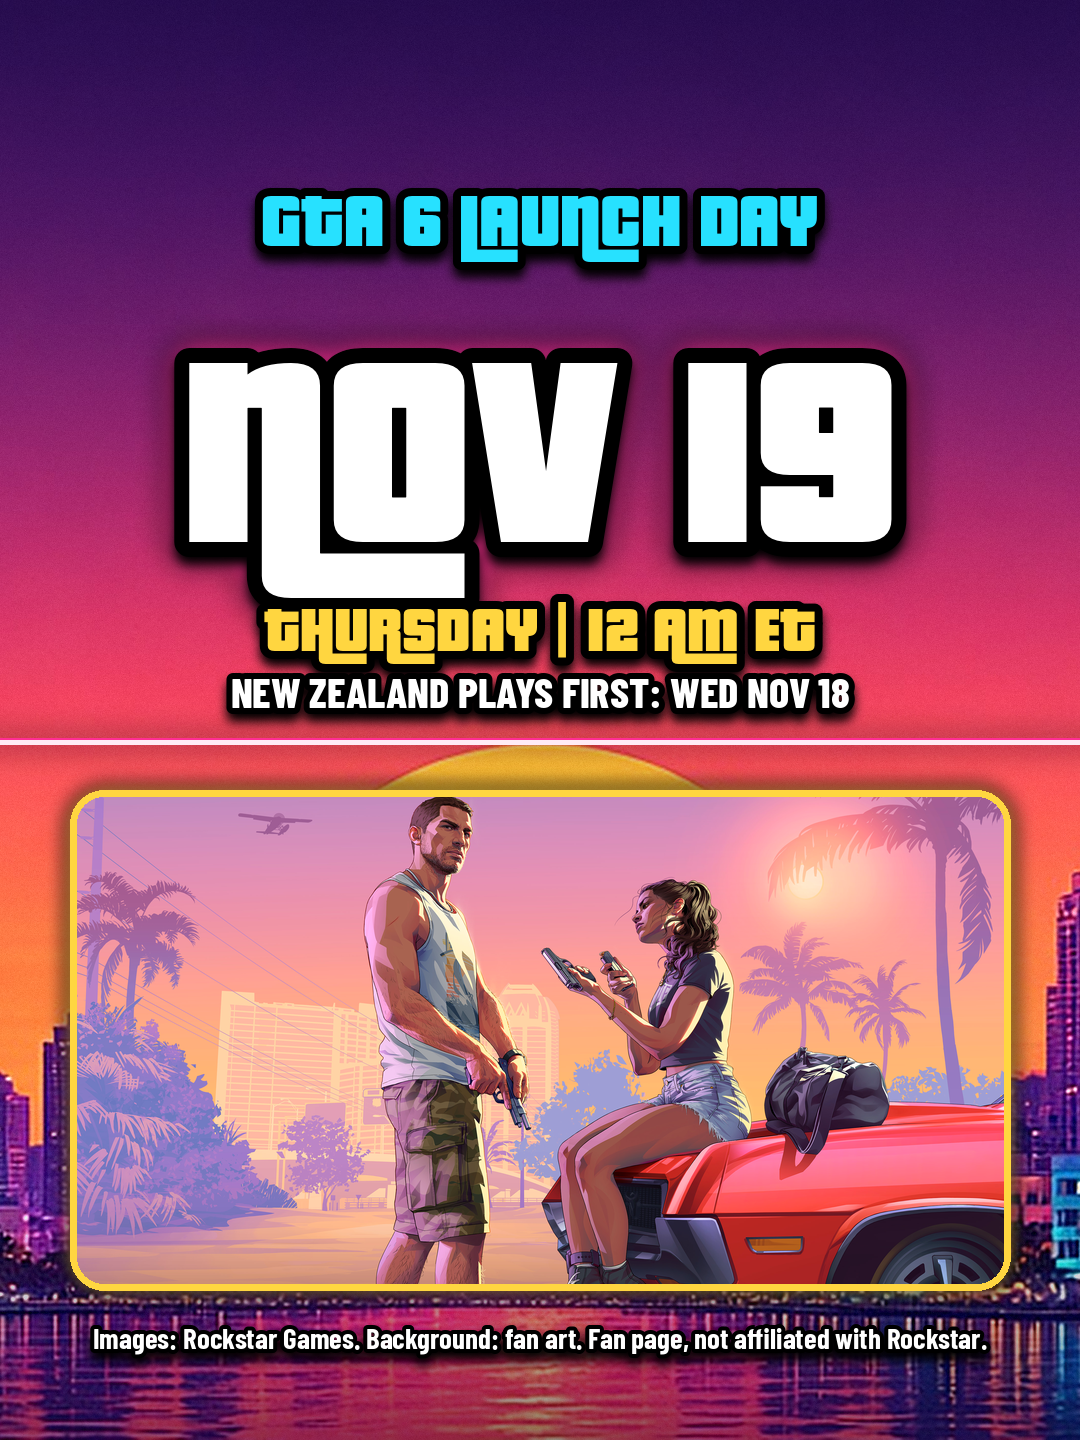 GTA 6 LAUNCH DAY
NOV 19
THURSDAY | 12 AM ET
NEW ZEALAND PLAYS FIRST: WED NOV 18
Images: Rockstar Games. Background: fan art. Fan page, not affiliated with Rockstar.